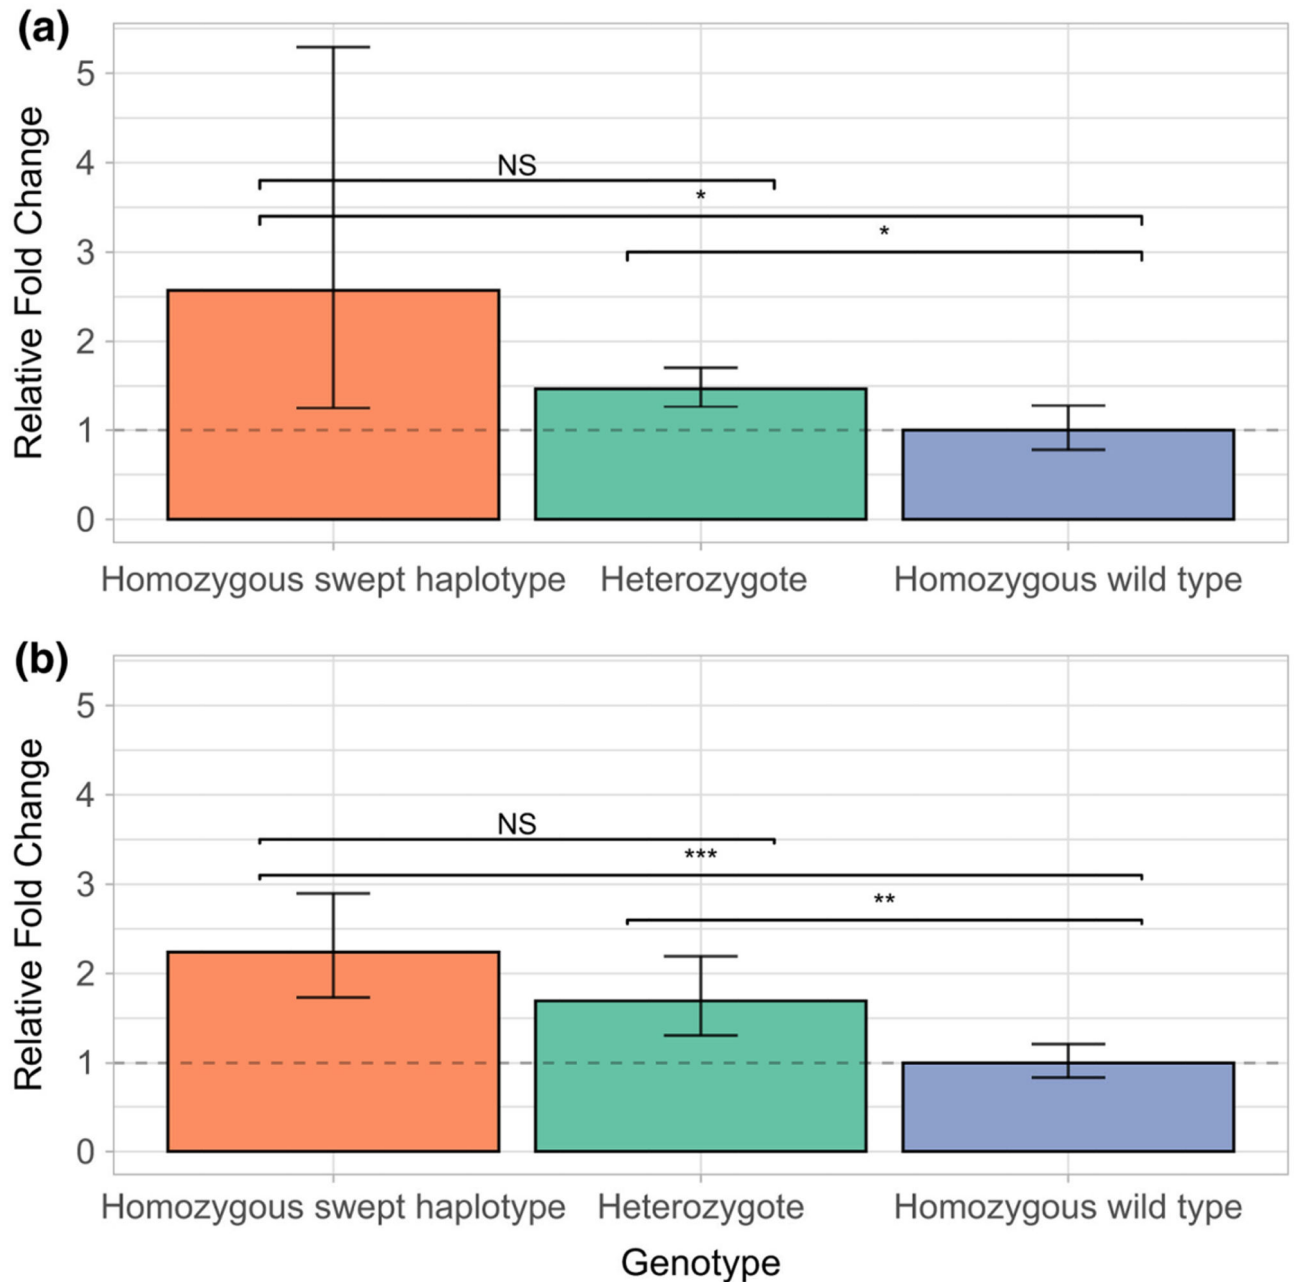 (a)
Relative Fold Change
5
4
3
2
1
0
NS
*
*
Homozygous swept haplotype Heterozygote Homozygous wild type
(b)
Relative Fold Change
5
4
3
2
1
0
NS
***
**
Homozygous swept haplotype Heterozygote Homozygous wild type
Genotype